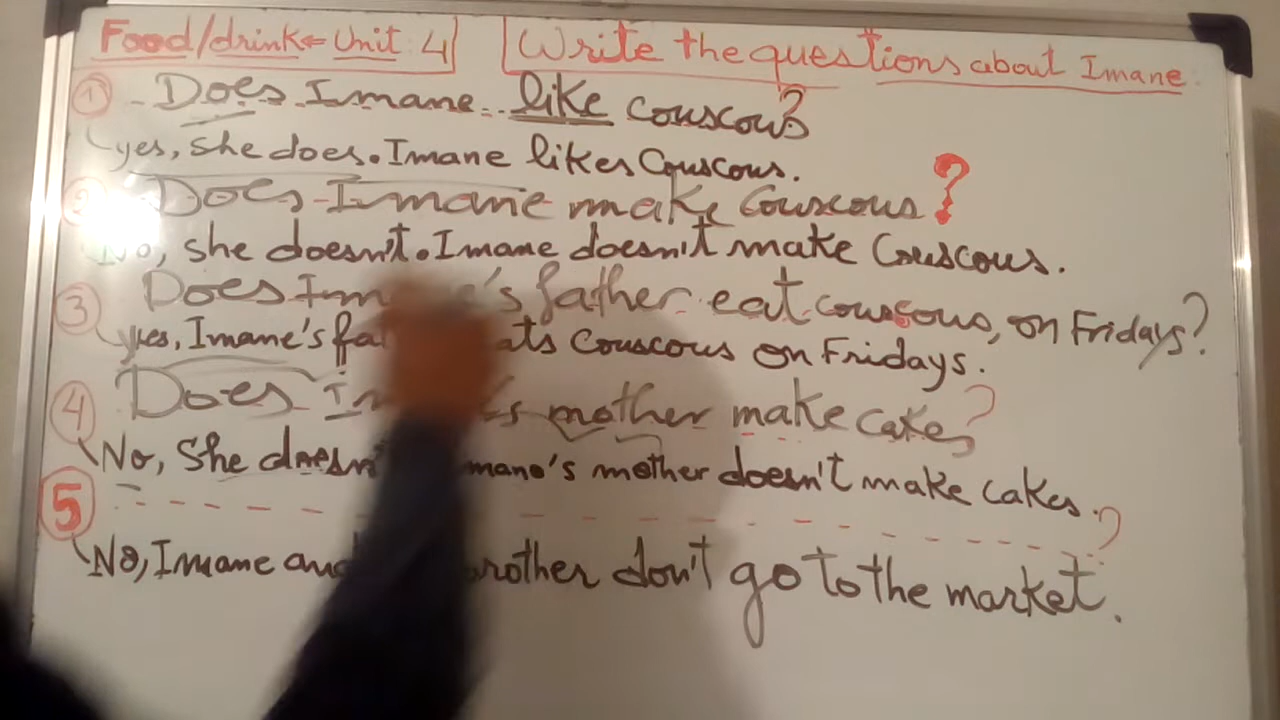 Food/drink Unit 4
Write the questions about Imane
1 Does Imane like couscous?
yes, she does. Imane likes Couscous.
2 Does Imane make Couscous?
No, she doesn't. Imane doesn't make Couscous.
3 Does father eat couscous, on Fridays?
yes, Imane's Couscous on Fridays.
4 Does mother make cakes?
No, She mother doesn't make cakes.
5 ?
No, Imane don't go to the market.